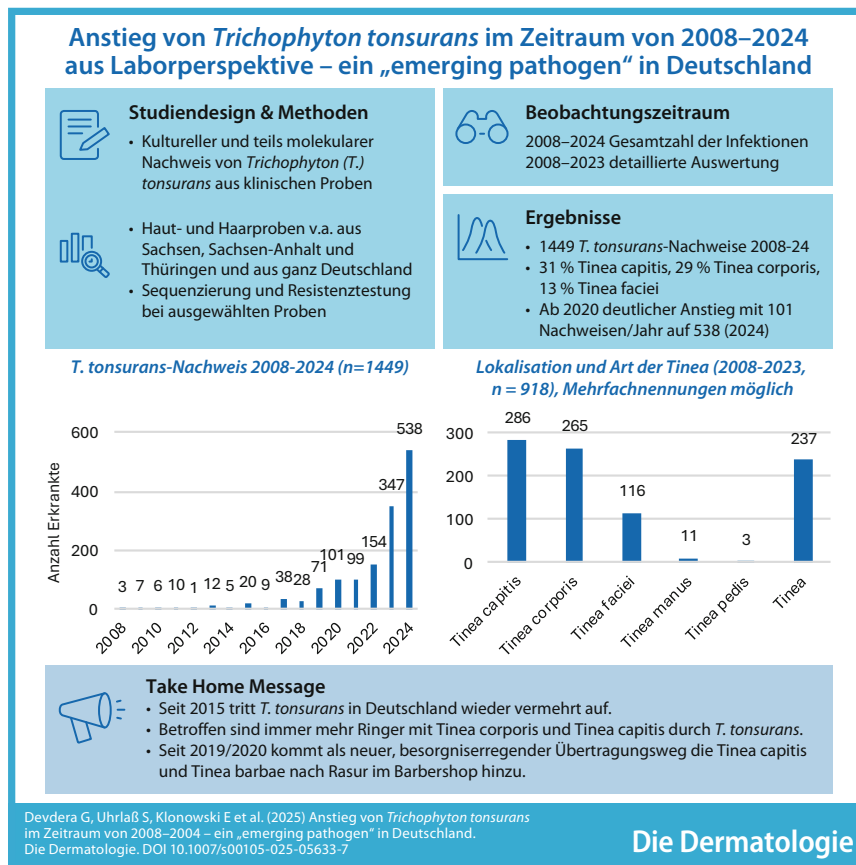 Anstieg von Trichophyton tonsurans im Zeitraum von 2008–2024
aus Laborperspektive – ein „emerging pathogen“ in Deutschland
Studiendesign & Methoden
• Kultureller und teils molekularer
Nachweis von Trichophyton (T.)
tonsurans aus klinischen Proben
• Haut- und Haarproben v.a. aus
Sachsen, Sachsen-Anhalt und
Thüringen und aus ganz Deutschland
• Sequenzierung und Resistenztestung
bei ausgewählten Proben
Beobachtungszeitraum
2008–2024 Gesamtzahl der Infektionen
2008–2023 detaillierte Auswertung
Ergebnisse
• 1449 T. tonsurans-Nachweise 2008-24
• 31 % Tinea capitis, 29 % Tinea corporis,
13 % Tinea faciei
• Ab 2020 deutlicher Anstieg mit 101
Nachweisen/Jahr auf 538 (2024)
T. tonsurans-Nachweis 2008-2024 (n=1449)
Anzahl Erkrankte
600
400
200
0
3 7 6 10 1 12 5 20 9 38 28 71 101 99 154 347 538
2008 2010 2012 2014 2016 2018 2020 2022 2024
Lokalisation und Art der Tinea (2008-2023,
n = 918), Mehrfachnennungen möglich
300
200
100
0
286 265 116 11 3 237
Tinea capitis Tinea corporis Tinea faciei Tinea manus Tinea pedis Tinea
Take Home Message
• Seit 2015 tritt T. tonsurans in Deutschland wieder vermehrt auf.
• Betroffen sind immer mehr Ringer mit Tinea corporis und Tinea capitis durch T. tonsurans.
• Seit 2019/2020 kommt als neuer, besorgniserregender Übertragungsweg die Tinea capitis
und Tinea barbae nach Rasur im Barbershop hinzu.
Devdera G, Uhrlaß S, Klonowski E et al. (2025) Anstieg von Trichophyton tonsurans
im Zeitraum von 2008–2004 – ein „emerging pathogen“ in Deutschland.
Die Dermatologie. DOI 10.1007/s00105-025-05633-7
Die Dermatologie